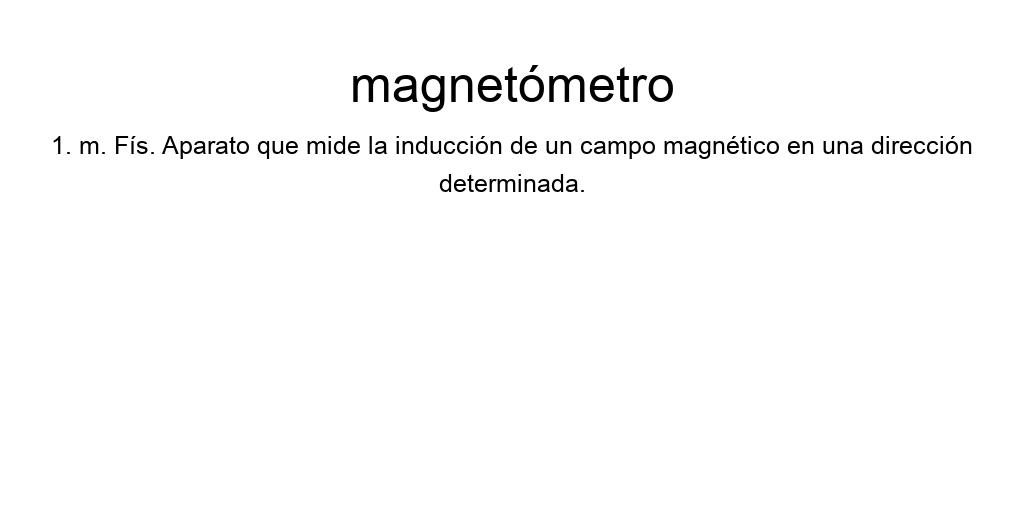 magnetómetro
1. m. Fís. Aparato que mide la inducción de un campo magnético en una dirección
determinada.